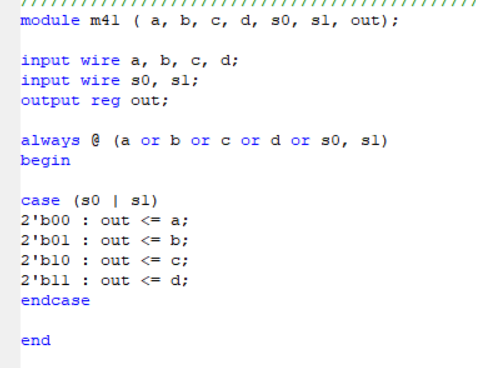 ////////////////////////////////////////////////////////////
module m41 ( a, b, c, d, s0, s1, out);
input wire a, b, c, d;
input wire s0, s1;
output reg out;
always @ (a or b or c or d or s0, s1)
begin
case (s0 | s1)
2'b00 : out <= a;
2'b01 : out <= b;
2'b10 : out <= c;
2'b11 : out <= d;
endcase
end